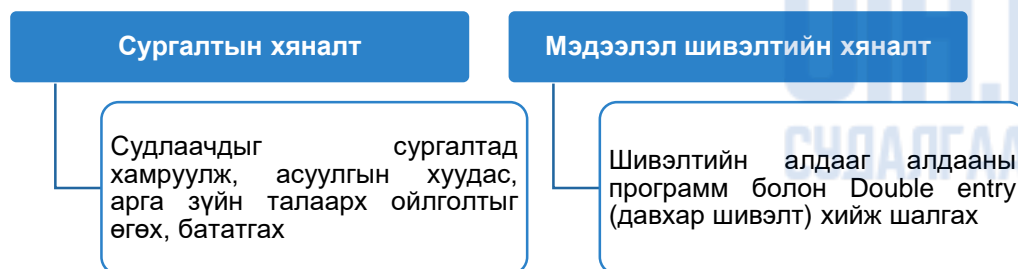 Сургалтын хяналт
Судлаачдыг сургалтад
хамруулж, асуулгын хуудас,
арга зүйн талаарх ойлголтыг
өгөх, бататгах
Мэдээлэл шивэлтийн хяналт
Шивэлтийн алдааг алдааны
программ болон Double entry
(давхар шивэлт) хийж шалгах